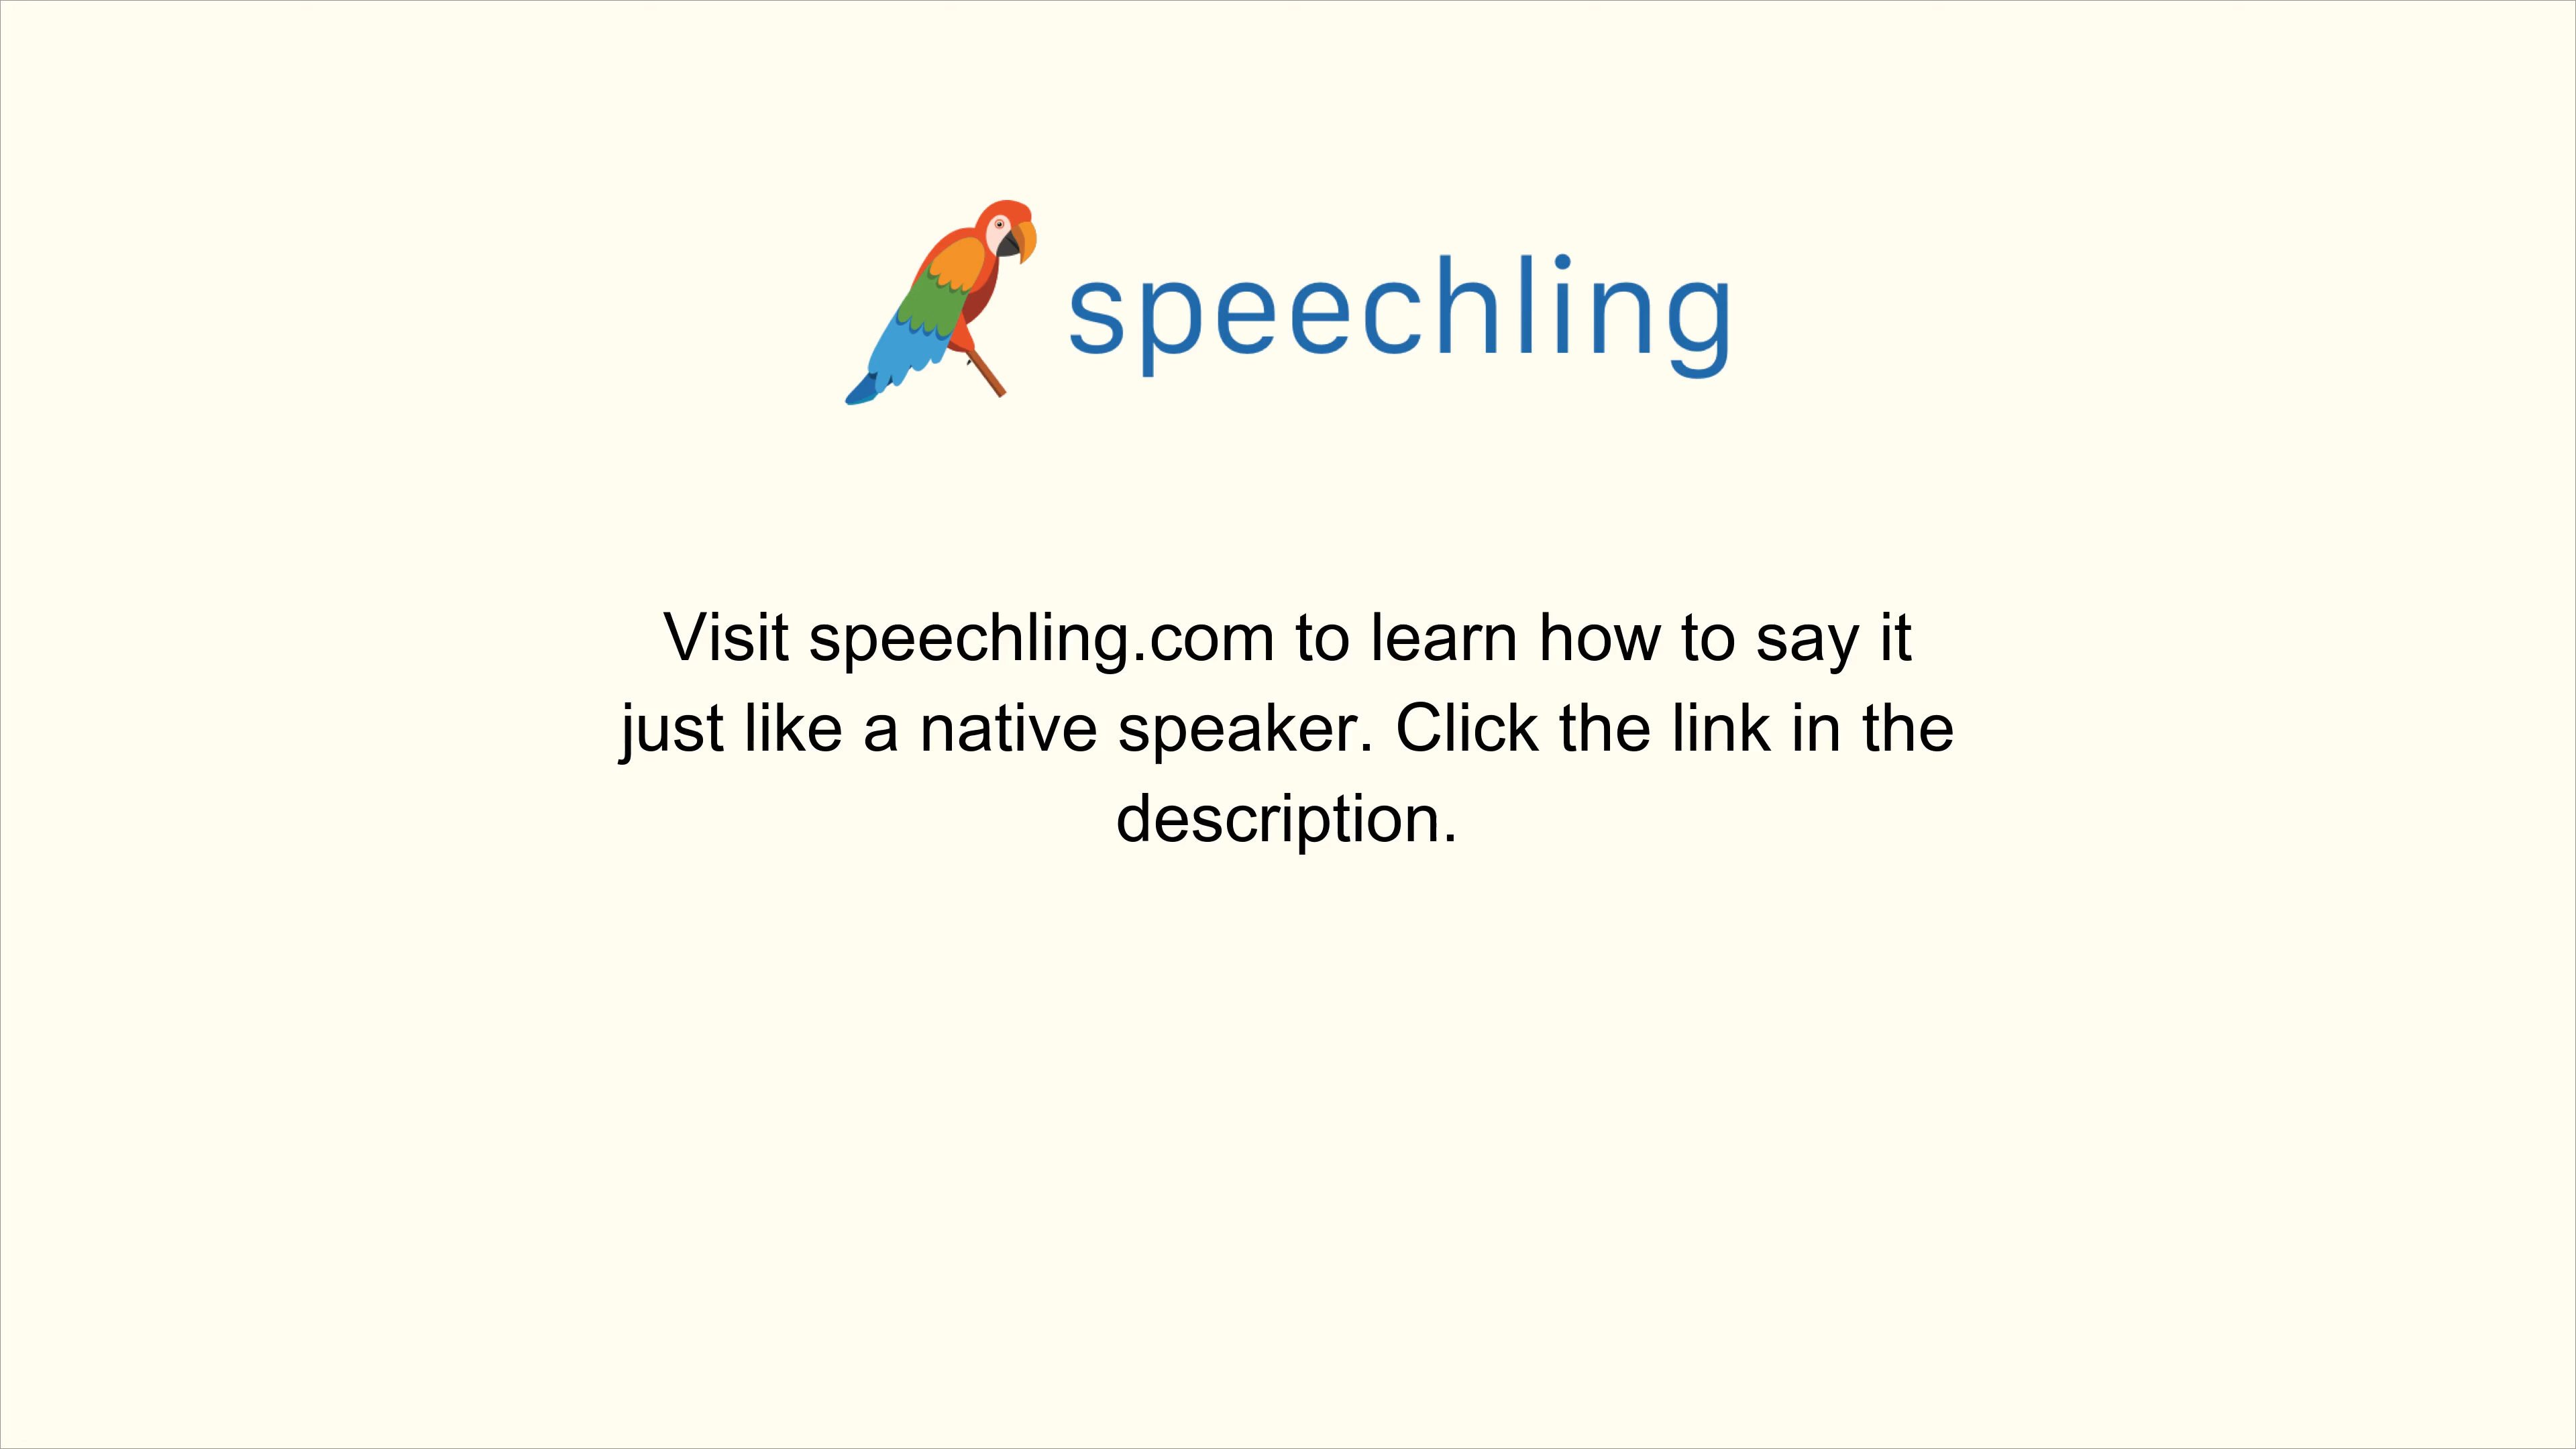 speechling
Visit speechling.com to learn how to say it
just like a native speaker. Click the link in the
description.